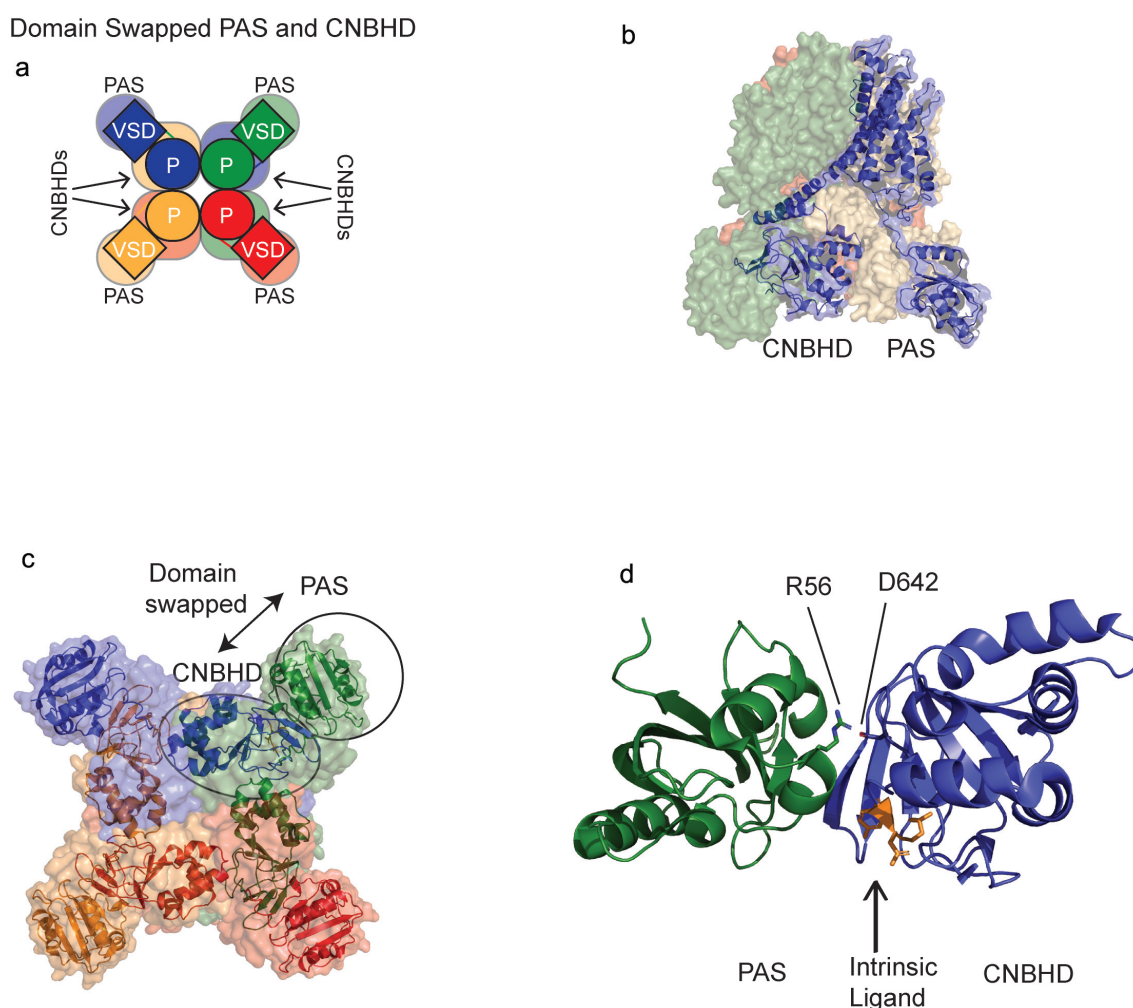 Domain Swapped PAS and CNBHD
a
PAS
PAS
VSD
VSD
P
P
CNBHDs
CNBHDs
P
P
VSD
VSD
PAS
PAS
b
CNBHD
PAS
c
Domain
swapped
PAS
CNBHD
d
R56
D642
PAS
Intrinsic
Ligand
CNBHD